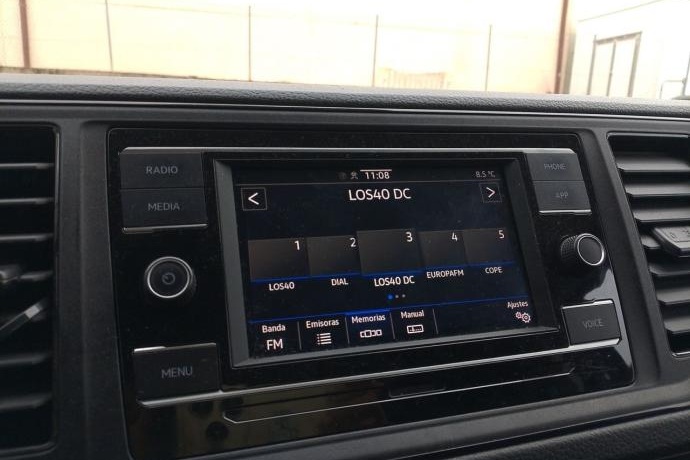 RADIO
MEDIA
MENU
11:08
8.5 °C
<
LOS40 DC
>
1
LOS40
2
DIAL
3
LOS40 DC
4
EUROPAFM
5
COPE
Banda
FM
Emisoras
Memorias
Manual
Ajustes
PHONE
APP
VOICE